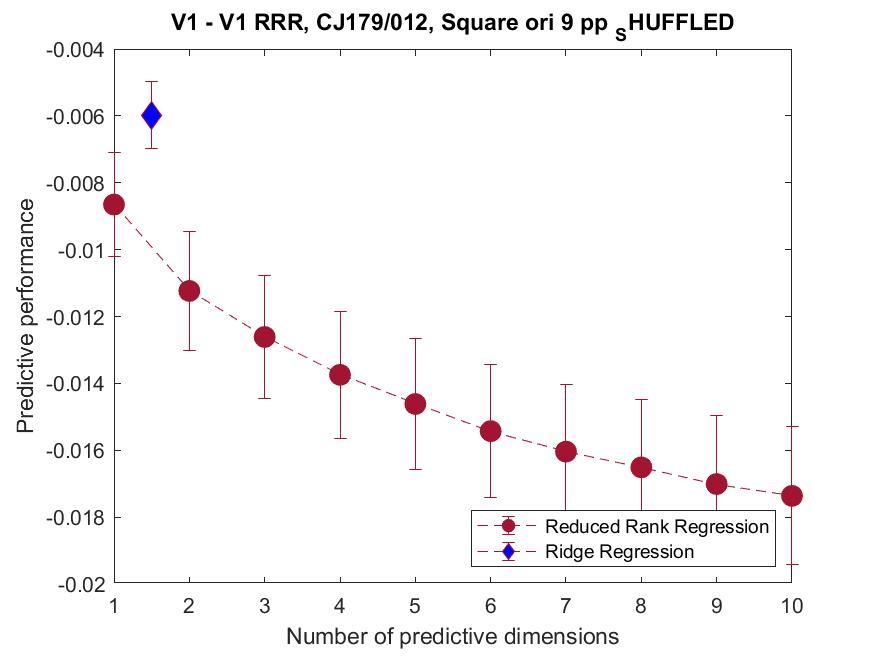 V1 - V1 RRR, CJ179/012, Square ori 9 pp SHUFFLED
-0.004
-0.006
-0.008
-0.01
-0.012
-0.014
-0.016
-0.018
-0.02
Predictive performance
Reduced Rank Regression
Ridge Regression
1 2 3 4 5 6 7 8 9 10
Number of predictive dimensions